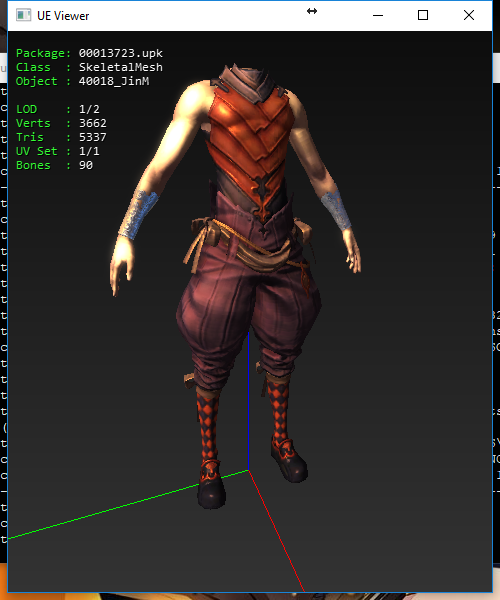 UE Viewer
Package: 00013723.upk
Class : SkeletalMesh
Object : 40018_JinM
LOD : 1/2
Verts : 3662
Tris : 5337
UV Set : 1/1
Bones : 90